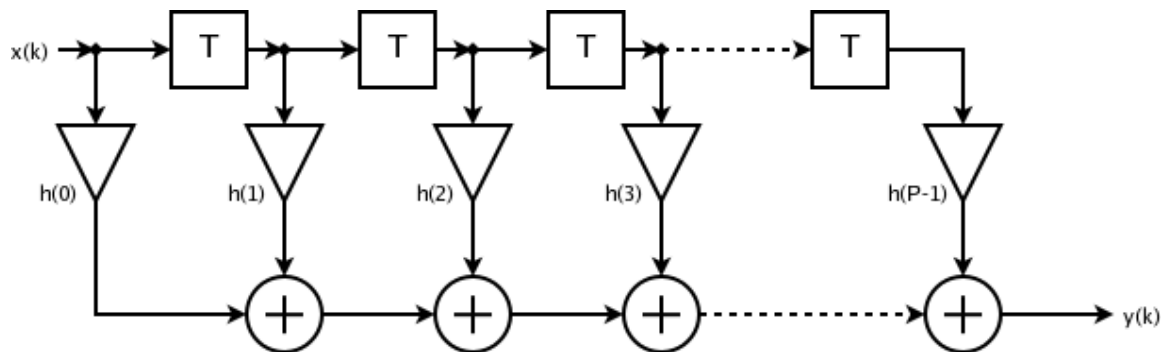 x(k)
T
T
T
T
h(0)
h(1)
h(2)
h(3)
h(P-1)
+
+
+
+
y(k)